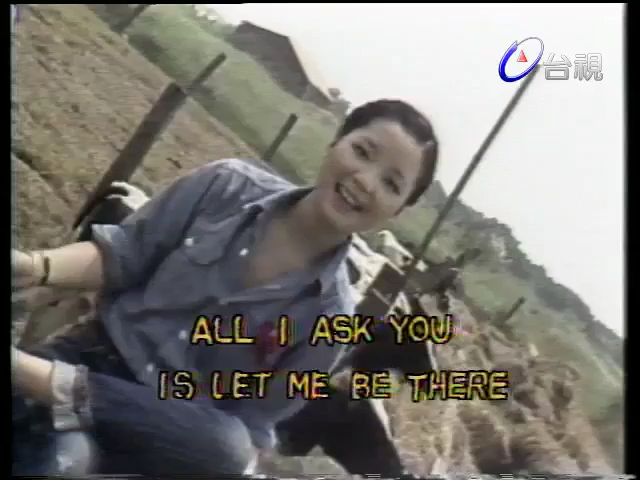 台視
ALL I ASK YOU
IS LET ME BE THERE